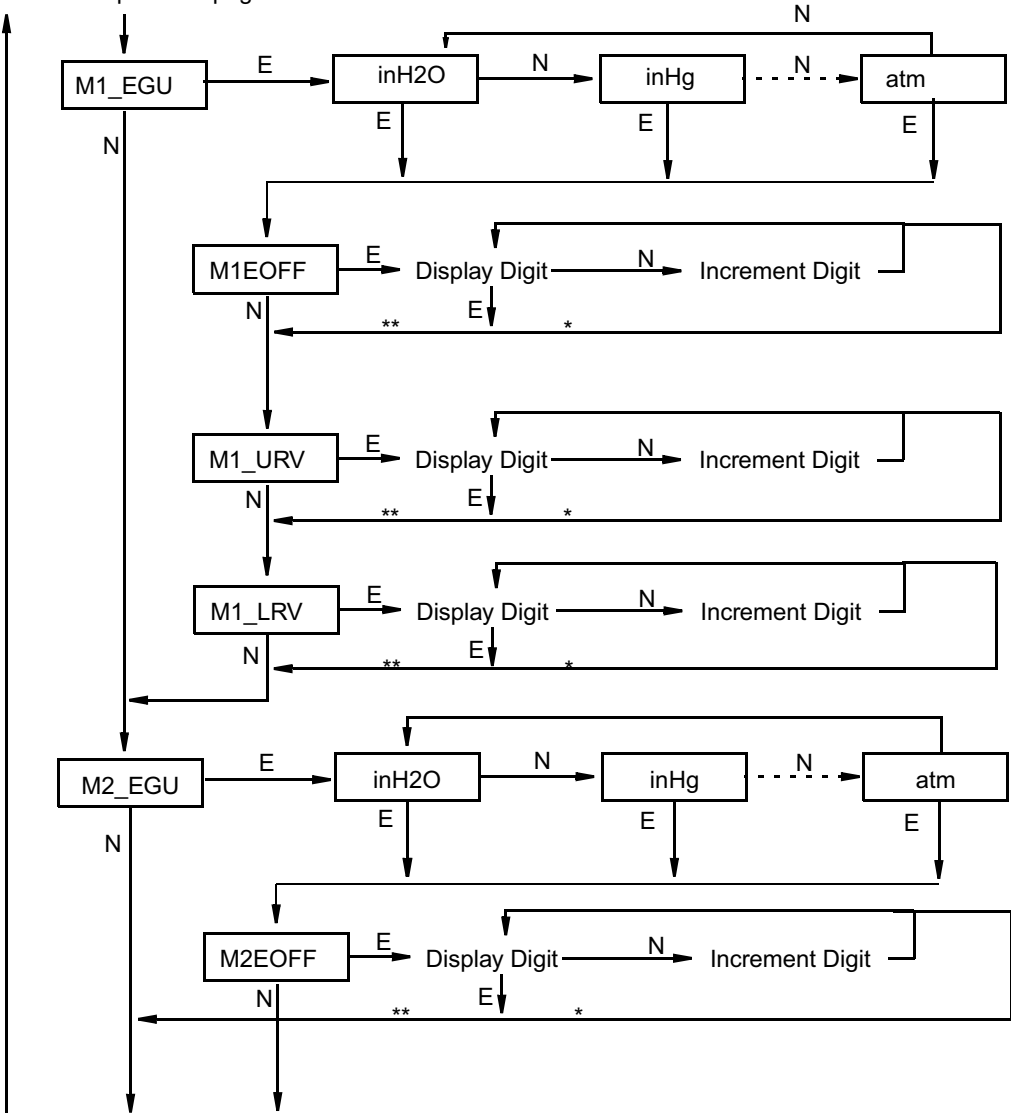 N
E
M1_EGU inH2O N inHg N atm
N E E E
M1EOFF E Display Digit N Increment Digit
N E
** *
M1_URV E Display Digit N Increment Digit
N E
** *
M1_LRV E Display Digit N Increment Digit
N E
** *
M2_EGU E inH2O N inHg N atm
N E E E
M2EOFF E Display Digit N Increment Digit
N E
** *